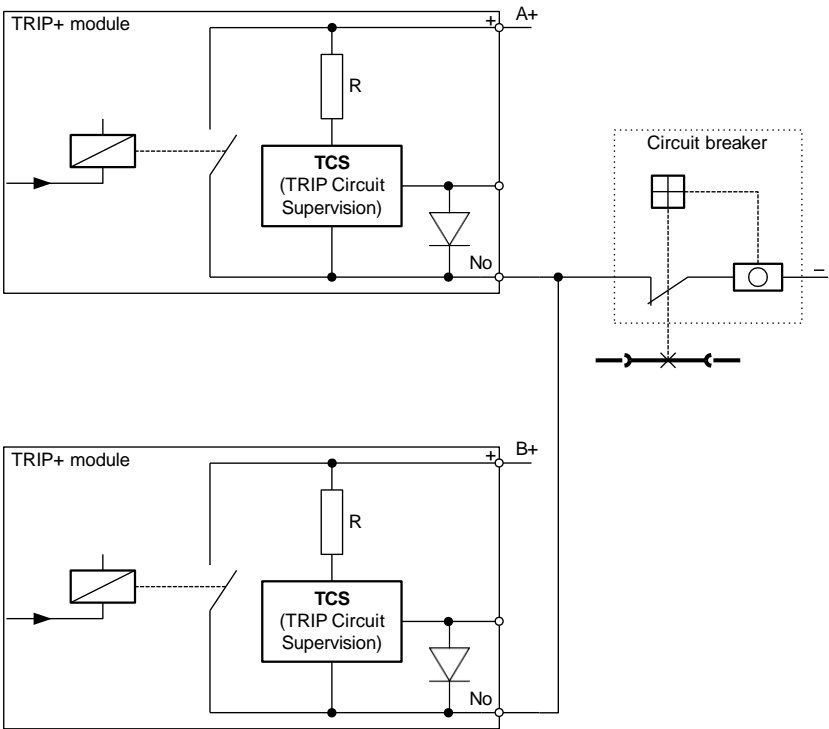 TRIP+ module
+
A+
R
TCS
(TRIP Circuit
Supervision)
No
Circuit breaker
–
TRIP+ module
+
B+
R
TCS
(TRIP Circuit
Supervision)
No